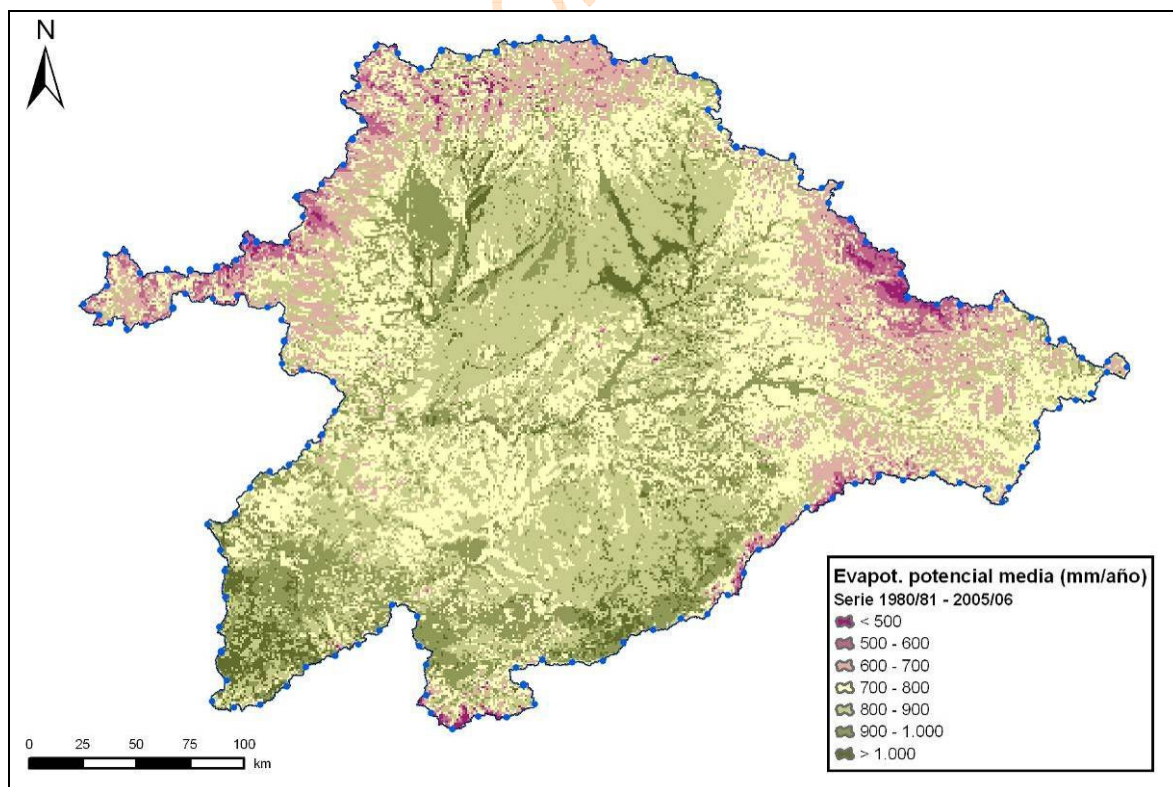 N
Evapot. potencial media (mm/año)
Serie 1980/81 - 2005/06
< 500
500 - 600
600 - 700
700 - 800
800 - 900
900 - 1.000
> 1.000
0 25 50 75 100
km